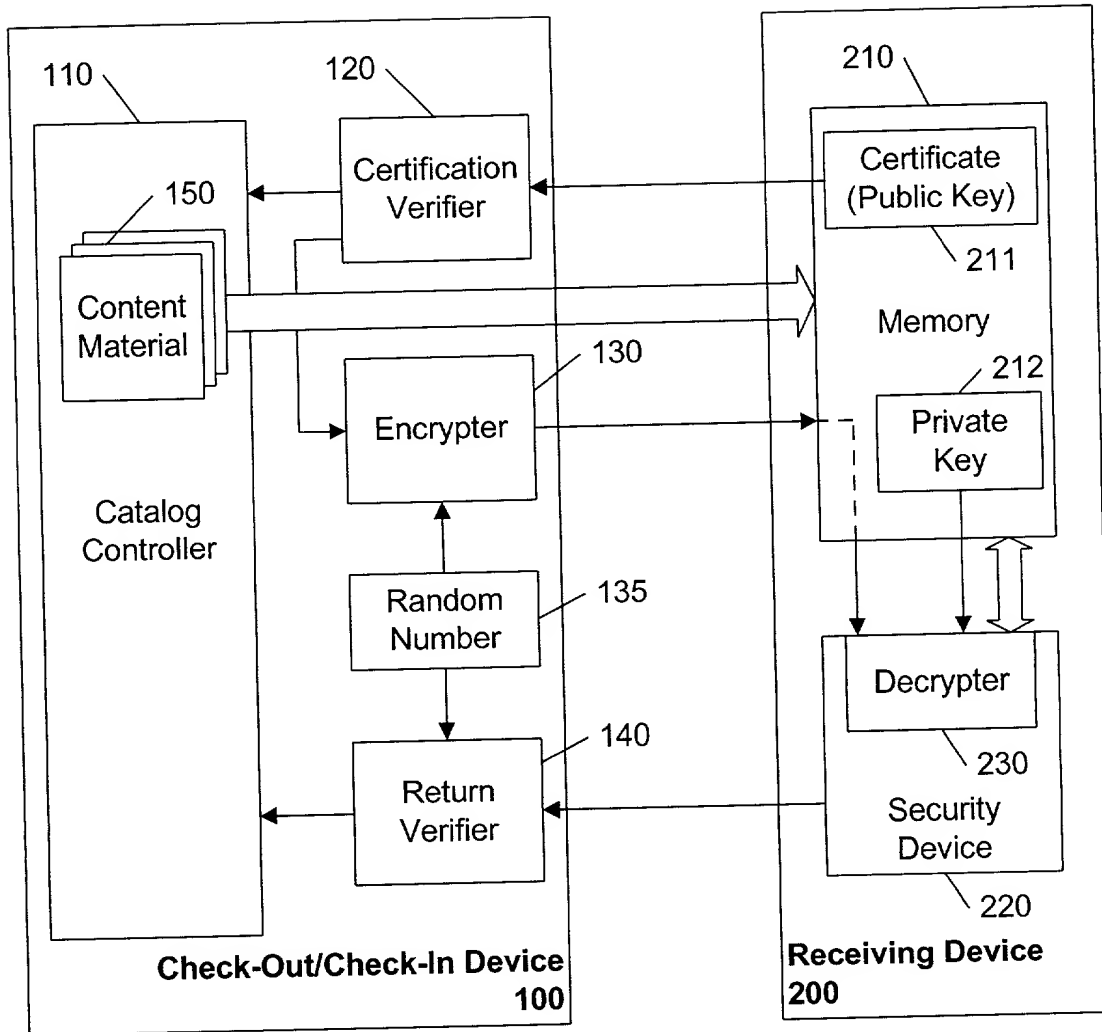 110
120
210
Certification
Verifier
Certificate
(Public Key)
150
211
Content
Material
Memory
130
212
Encrypter
Private
Key
Catalog
Controller
Random
Number
135
Decrypter
140
230
Return
Verifier
Security
Device
220
Check-Out/Check-In Device
100
Receiving Device
200